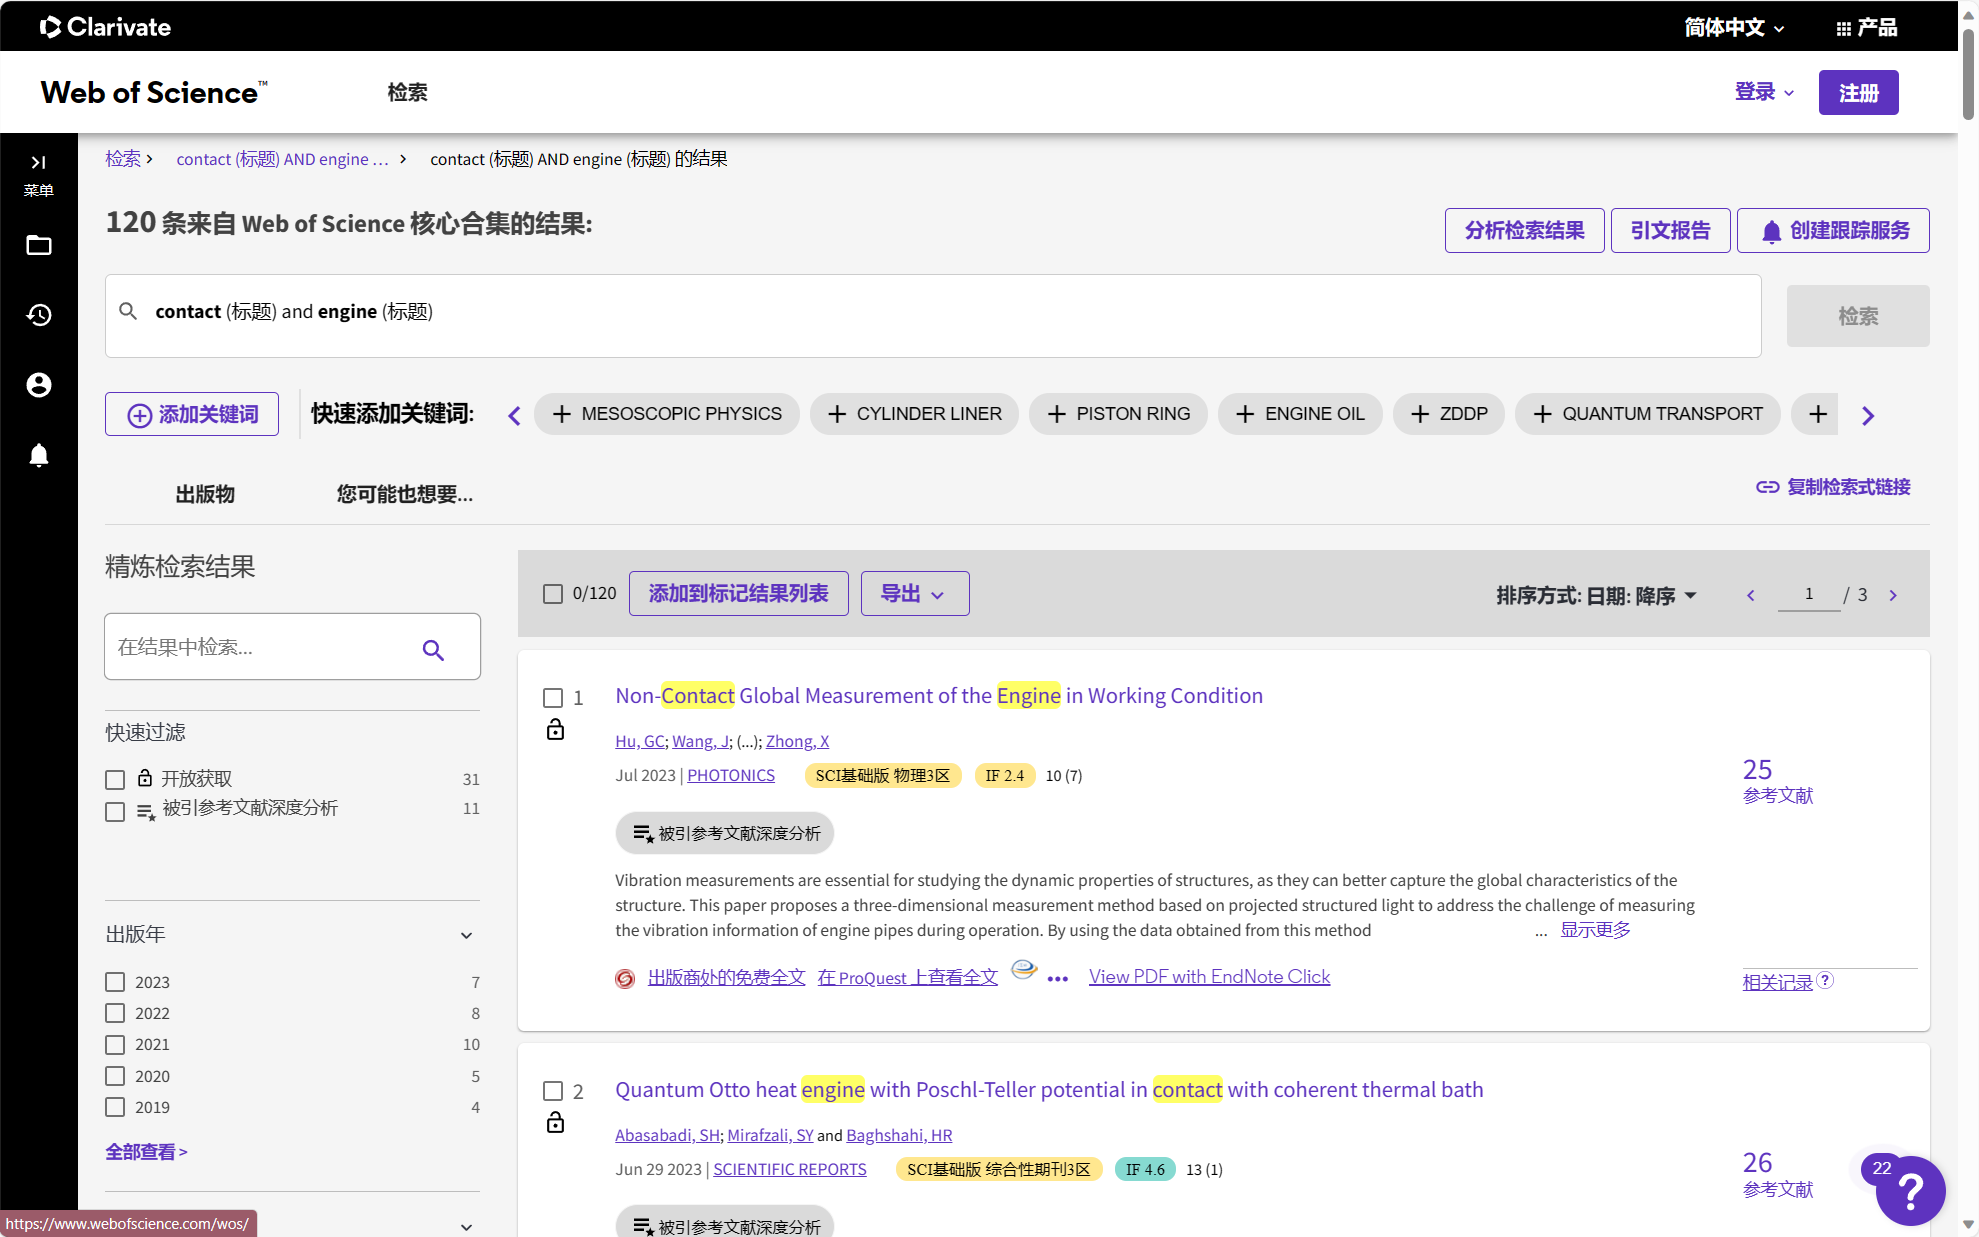 Clarivate
简体中文
产品
Web of Science™
检索
登录
注册
菜单
检索 > contact (标题) AND engine … > contact (标题) AND engine (标题) 的结果
120 条来自 Web of Science 核心合集的结果:
分析检索结果
引文报告
创建跟踪服务
contact (标题) and engine (标题)
检索
添加关键词
快速添加关键词:
+ MESOSCOPIC PHYSICS
+ CYLINDER LINER
+ PISTON RING
+ ENGINE OIL
+ ZDDP
+ QUANTUM TRANSPORT
+
出版物
您可能也想要...
复制检索式链接
精炼检索结果
在结果中检索...
快速过滤
开放获取 31
被引参考文献深度分析 11
出版年
2023 7
2022 8
2021 10
2020 5
2019 4
全部查看 >
https://www.webofscience.com/wos/
0/120
添加到标记结果列表
导出
排序方式: 日期: 降序
1 / 3
1
Non-Contact Global Measurement of the Engine in Working Condition
Hu, GC; Wang, J; (...); Zhong, X
Jul 2023 | PHOTONICS SCI基础版 物理3区 IF 2.4 10 (7)
被引参考文献深度分析
Vibration measurements are essential for studying the dynamic properties of structures, as they can better capture the global characteristics of the
structure. This paper proposes a three-dimensional measurement method based on projected structured light to address the challenge of measuring
the vibration information of engine pipes during operation. By using the data obtained from this method ... 显示更多
出版商处的免费全文 在 ProQuest 上查看全文 ••• View PDF with EndNote Click
25
参考文献
相关记录 ?
2
Quantum Otto heat engine with Poschl-Teller potential in contact with coherent thermal bath
Abasabadi, SH; Mirafzali, SY and Baghshahi, HR
Jun 29 2023 | SCIENTIFIC REPORTS SCI基础版 综合性期刊3区 IF 4.6 13 (1)
被引参考文献深度分析
26
参考文献
22
?